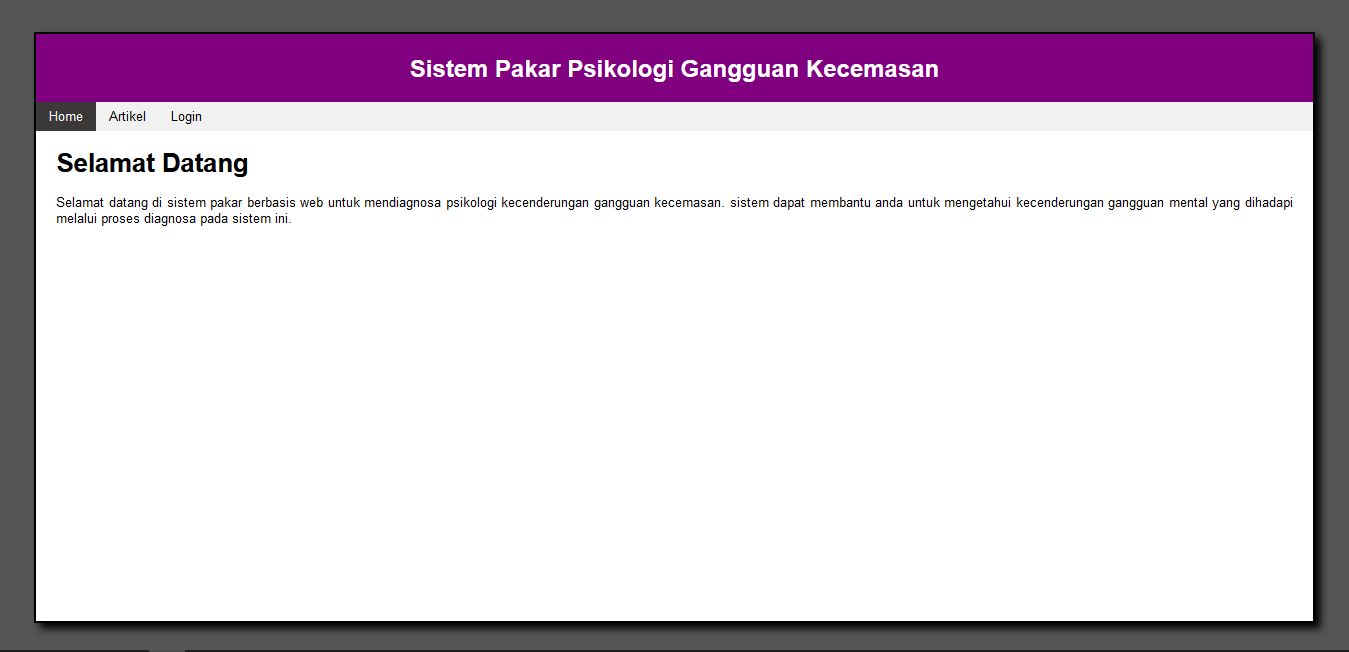 Sistem Pakar Psikologi Gangguan Kecemasan
Home Artikel Login
Selamat Datang
Selamat datang di sistem pakar berbasis web untuk mendiagnosa psikologi kecenderungan gangguan kecemasan. sistem dapat membantu anda untuk mengetahui kecenderungan gangguan mental yang dihadapi
melalui proses diagnosa pada sistem ini.